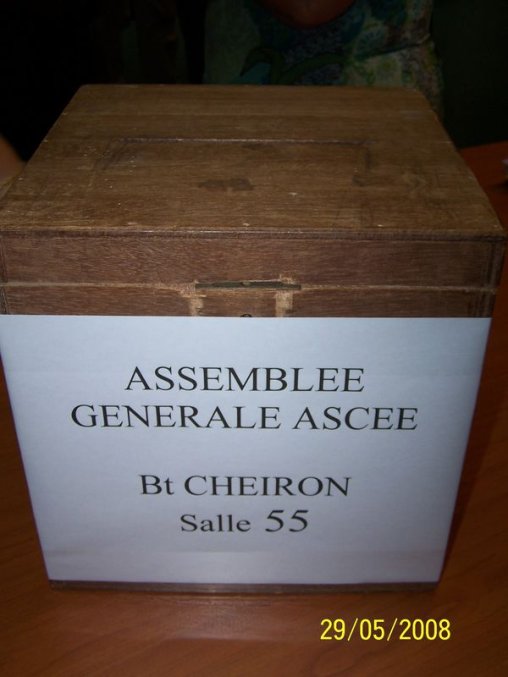 ASSEMBLEE
GENERALE ASCEE
Bt CHEIRON
Salle 55
29/05/2008